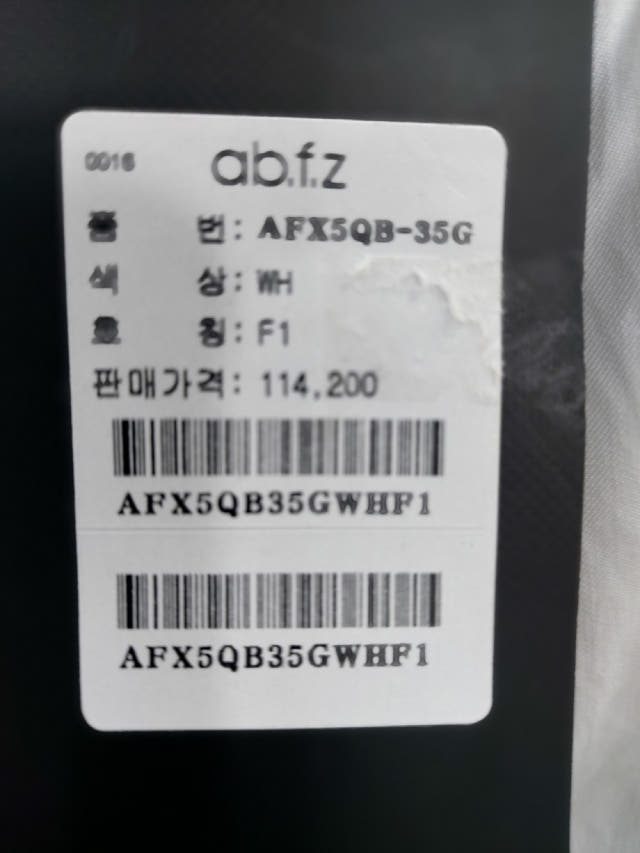 0016 ab.f.z
품 번: AFX5QB-35G
색 상: WH
호 칭: F1
판매가격: 114,200
AFX5QB35GWHF1
AFX5QB35GWHF1